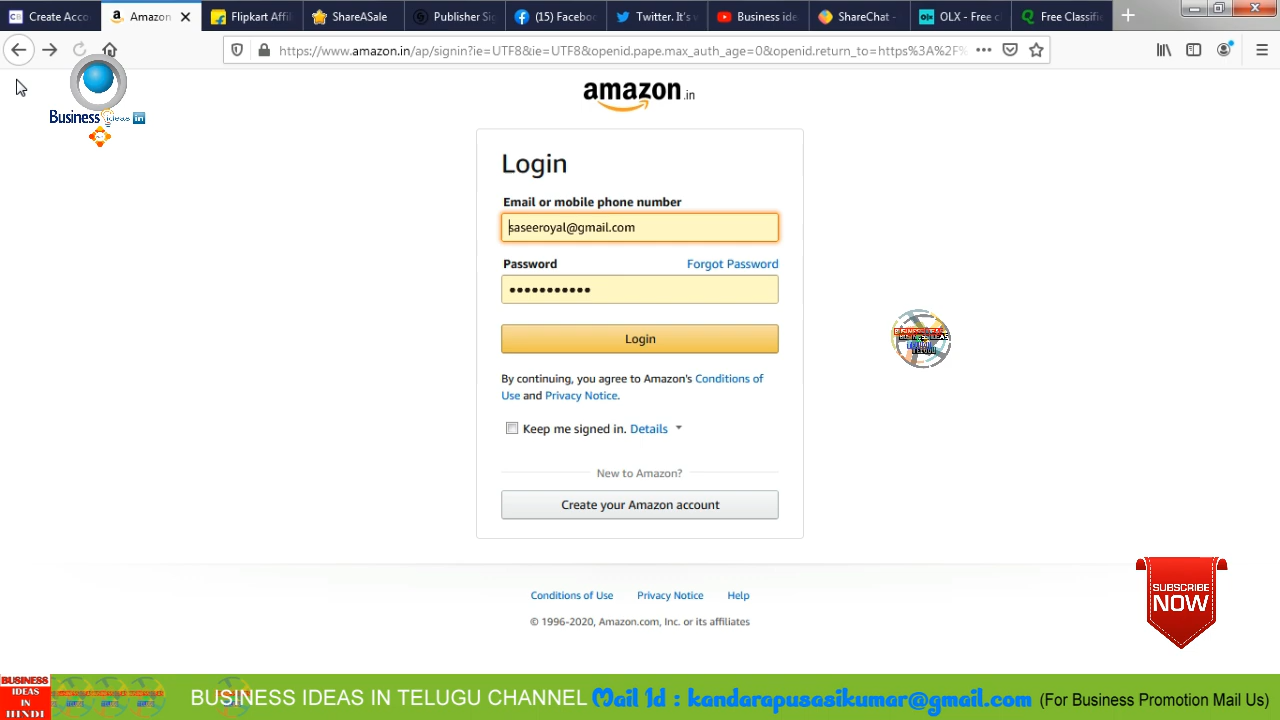 Create Acco
Amazon
Flipkart Affil
ShareASale
Publisher Sig
(15) Facebo
Twitter. It's
Business ide
ShareChat -
OLX - Free c
Free Classifie
https://www.amazon.in/ap/signin?ie=UTF8&ie=UTF8&openid.pape.max_auth_age=0&openid.return_to=https%3A%2F%
Business ideas in
amazon.in
Login
Email or mobile phone number
saseeroyal@gmail.com
Password Forgot Password
Login
By continuing, you agree to Amazon's Conditions of
Use and Privacy Notice.
Keep me signed in. Details
New to Amazon?
Create your Amazon account
Conditions of Use Privacy Notice Help
© 1996-2020, Amazon.com, Inc. or its affiliates
SUBSCRIBE
NOW
BUSINESS
IDEAS
IN
HINDI
BUSINESS IDEAS IN TELUGU CHANNEL Mail Id : kandarapusasikumar@gmail.com (For Business Promotion Mail Us)